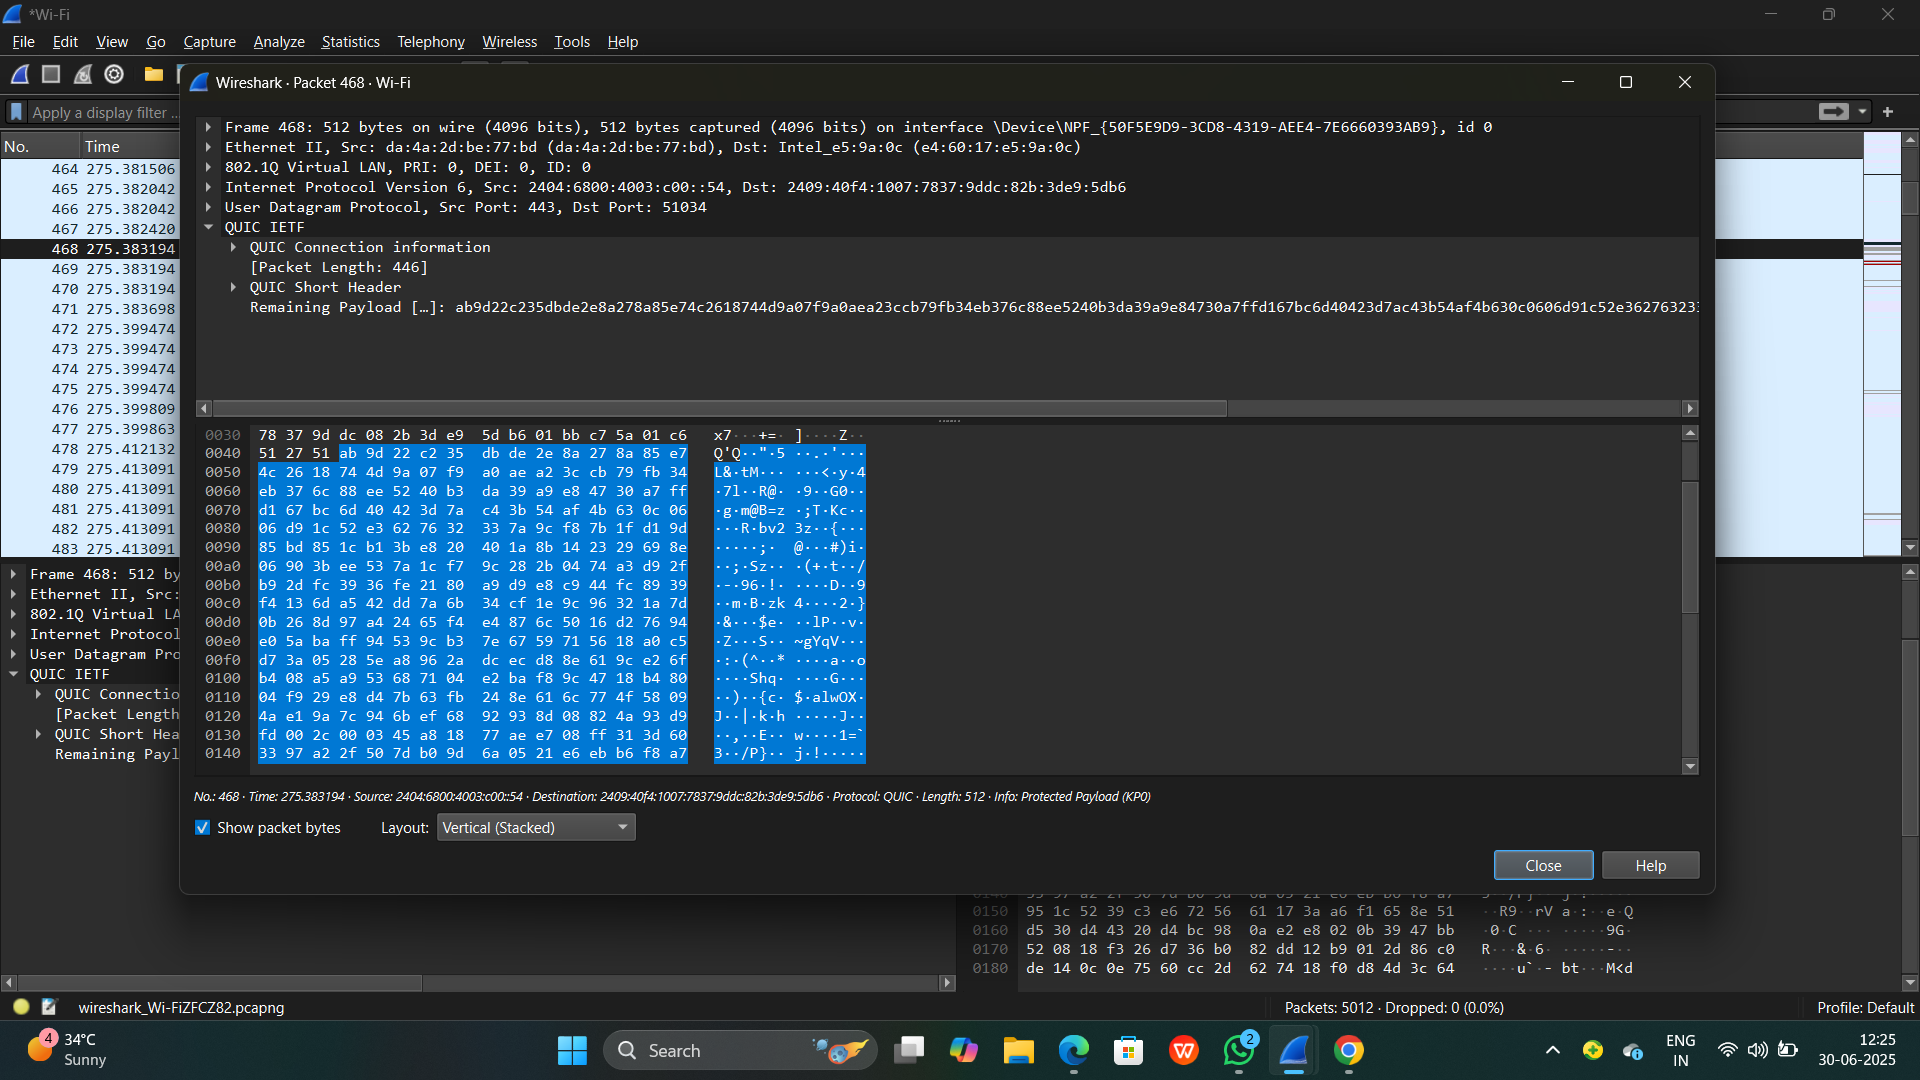 *Wi-Fi
File Edit View Go Capture Analyze Statistics Telephony Wireless Tools Help
Wireshark · Packet 468 · Wi-Fi
Apply a display filter ...
Frame 468: 512 bytes on wire (4096 bits), 512 bytes captured (4096 bits) on interface \Device\NPF_{50F5E9D9-3CD8-4319-AEE4-7E6660393AB9}, id 0
Ethernet II, Src: da:4a:2d:be:77:bd (da:4a:2d:be:77:bd), Dst: Intel_e5:9a:0c (e4:60:17:e5:9a:0c)
802.1Q Virtual LAN, PRI: 0, DEI: 0, ID: 0
Internet Protocol Version 6, Src: 2404:6800:4003:c00::54, Dst: 2409:40f4:1007:7837:9ddc:82b:3de9:5db6
User Datagram Protocol, Src Port: 443, Dst Port: 51034
QUIC IETF
QUIC Connection information
[Packet Length: 446]
QUIC Short Header
Remaining Payload […]: ab9d22c235dbde2e8a278a85e74c2618744d9a07f9a0aea23ccb79fb34eb376c88ee5240b3da39a9e84730a7ffd167bc6d40423d7ac43b54af4b630c0606d91c52e362763233
No. Time
464 275.381506
465 275.382042
466 275.382042
467 275.382420
468 275.383194
469 275.383194
470 275.383194
471 275.383698
472 275.399474
473 275.399474
474 275.399474
475 275.399474
476 275.399809
477 275.399863
478 275.412132
479 275.413091
480 275.413091
481 275.413091
482 275.413091
483 275.413091
0030 78 37 9d dc 08 2b 3d e9 5d b6 01 bb c7 5a 01 c6 x7···+=· ]····Z··
0040 51 27 51 ab 9d 22 c2 35 db de 2e 8a 27 8a 85 e7 Q'Q··"·5 ··.·'···
0050 4c 26 18 74 4d 9a 07 f9 a0 ae a2 3c cb 79 fb 34 L&·tM··· ···<·y·4
0060 eb 37 6c 88 ee 52 40 b3 da 39 a9 e8 47 30 a7 ff ·7l··R@· ·9··G0··
0070 d1 67 bc 6d 40 42 3d 7a c4 3b 54 af 4b 63 0c 06 ·g·m@B=z ·;T·Kc··
0080 06 d9 1c 52 e3 62 76 32 33 7a 9c f8 7b 1f d1 9d ···R·bv2 3z··{···
0090 85 bd 85 1c b1 3b e8 20 40 1a 8b 14 23 29 69 8e ·····;· @···#)i·
00a0 06 90 3b ee 53 7a 1c f7 9c 28 2b 04 74 a3 d9 2f ··;·Sz·· ·(+·t··/
00b0 b9 2d fc 39 36 fe 21 80 a9 d9 e8 c9 44 fc 89 39 ·-·96·!· ····D··9
00c0 f4 13 6d a5 42 dd 7a 6b 34 cf 1e 9c 96 32 1a 7d ··m·B·zk 4····2·}
00d0 0b 26 8d 97 a4 24 65 f4 e4 87 6c 50 16 d2 76 94 ·&···$e· ··lP··v·
00e0 e0 5a ba ff 94 53 9c b3 7e 67 59 71 56 18 a0 c5 ·Z···S·· ~gYqV···
00f0 d7 3a 05 28 5e a8 96 2a dc ec d8 8e 61 9c e2 6f ·:·(^··* ····a··o
0100 b4 08 a5 a9 53 68 71 04 e2 ba f8 9c 47 18 b4 80 ····Shq· ····G···
0110 04 f9 29 e8 d4 7b 63 fb 24 8e 61 6c 77 4f 58 09 ··)··{c· $·alwOX·
0120 4a e1 9a 7c 94 6b ef 68 92 93 8d 08 82 4a 93 d9 J··|·k·h ·····J··
0130 fd 00 2c 00 03 45 a8 18 77 ae e7 08 ff 31 3d 60 ··,··E·· w····1=`
0140 33 97 a2 2f 50 7d b0 9d 6a 05 21 e6 eb b6 f8 a7 3··/P}·· j·!·····
No.: 468 · Time: 275.383194 · Source: 2404:6800:4003:c00::54 · Destination: 2409:40f4:1007:7837:9ddc:82b:3de9:5db6 · Protocol: QUIC · Length: 512 · Info: Protected Payload (KP0)
Show packet bytes Layout: Vertical (Stacked)
Close Help
Frame 468: 512 by
Ethernet II, Src:
802.1Q Virtual LA
Internet Protocol
User Datagram Pro
QUIC IETF
QUIC Connectio
[Packet Length
QUIC Short Hea
Remaining Payl
0150 95 1c 52 39 c3 e6 72 56 61 17 3a a6 f1 65 8e 51 ··R9··rV a·:··e·Q
0160 d5 30 d4 43 20 d4 bc 98 0a e2 e8 02 0b 39 47 bb ·0·C ··· ·····9G·
0170 52 08 18 f3 26 d7 36 b0 82 dd 12 b9 01 2d 86 c0 R···&·6· ·····-··
0180 de 14 0c 0e 75 60 cc 2d 62 74 18 f0 d8 4d 3c 64 ····u`·- bt···M<d
wireshark_Wi-FiZFCZ82.pcapng Packets: 5012 · Dropped: 0 (0.0%) Profile: Default
4 34°C
Sunny
Search
W
2
ENG
IN
12:25
30-06-2025